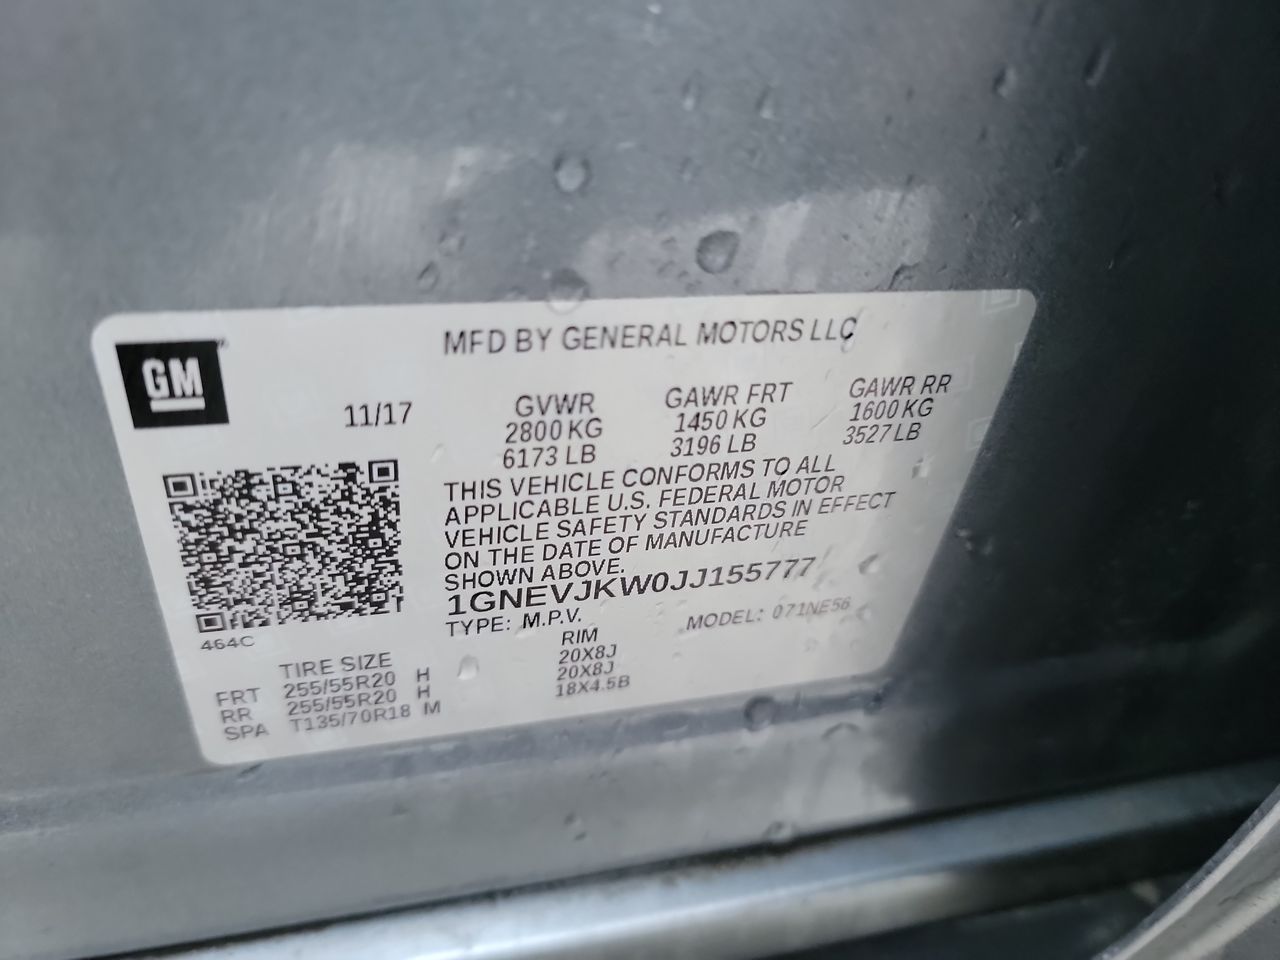 GM
MFD BY GENERAL MOTORS LLC
11/17
GVWR GAWR FRT GAWR RR
2800 KG 1450 KG 1600 KG
6173 LB 3196 LB 3527 LB
THIS VEHICLE CONFORMS TO ALL
APPLICABLE U.S. FEDERAL MOTOR
VEHICLE SAFETY STANDARDS IN EFFECT
ON THE DATE OF MANUFACTURE
SHOWN ABOVE.
1GNEVJKW0JJ155777
TYPE: M.P.V. MODEL: 071NE56
464C
TIRE SIZE RIM
FRT 255/55R20 H 20X8J
RR 255/55R20 H 20X8J
SPA T135/70R18 M 18X4.5B